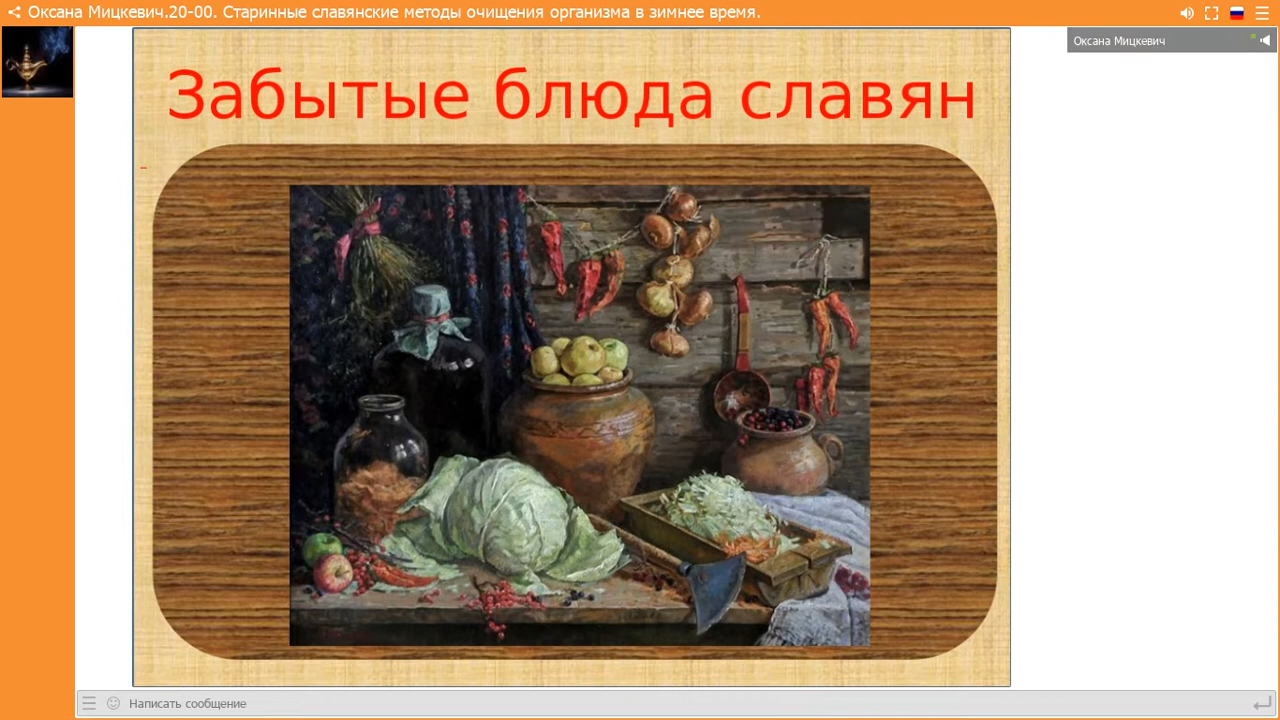 Оксана Мицкевич.20-00. Старинные славянские методы очищения организма в зимнее время.
Оксана Мицкевич
Забытые блюда славян
Написать сообщение